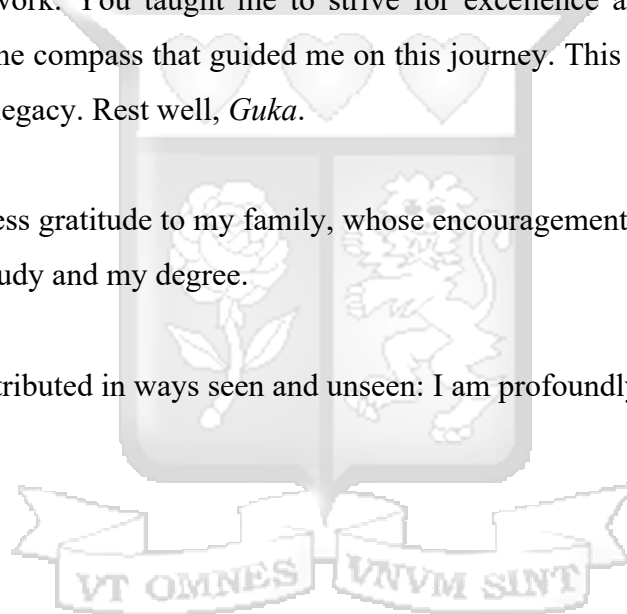 work. You taught me to strive for excellence a
he compass that guided me on this journey. This
legacy. Rest well, Guka.
ess gratitude to my family, whose encouragement
udy and my degree.
tributed in ways seen and unseen: I am profoundly
VT OMNES VNVM SINT